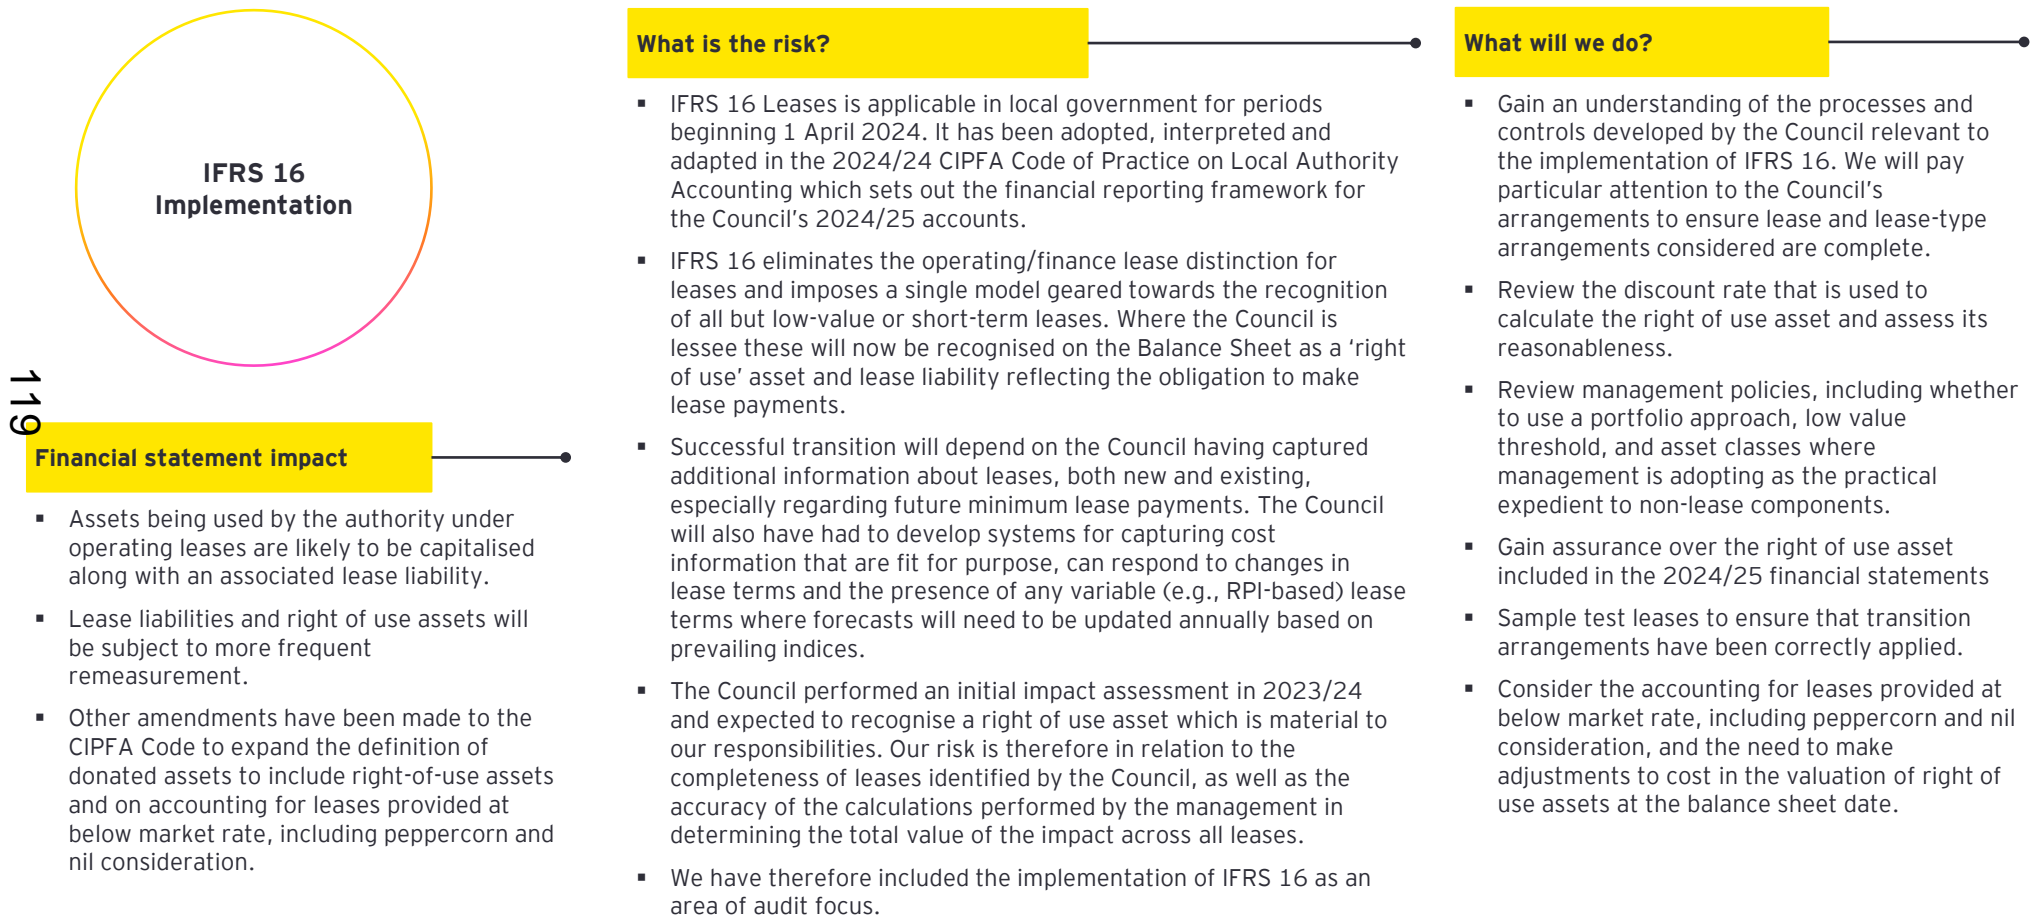 IFRS 16
Implementation
119
Financial statement impact
▪ Assets being used by the authority under
operating leases are likely to be capitalised
along with an associated lease liability.
▪ Lease liabilities and right of use assets will
be subject to more frequent
remeasurement.
▪ Other amendments have been made to the
CIPFA Code to expand the definition of
donated assets to include right-of-use assets
and on accounting for leases provided at
below market rate, including peppercorn and
nil consideration.
What is the risk?
▪ IFRS 16 Leases is applicable in local government for periods
beginning 1 April 2024. It has been adopted, interpreted and
adapted in the 2024/24 CIPFA Code of Practice on Local Authority
Accounting which sets out the financial reporting framework for
the Council’s 2024/25 accounts.
▪ IFRS 16 eliminates the operating/finance lease distinction for
leases and imposes a single model geared towards the recognition
of all but low-value or short-term leases. Where the Council is
lessee these will now be recognised on the Balance Sheet as a ‘right
of use’ asset and lease liability reflecting the obligation to make
lease payments.
▪ Successful transition will depend on the Council having captured
additional information about leases, both new and existing,
especially regarding future minimum lease payments. The Council
will also have had to develop systems for capturing cost
information that are fit for purpose, can respond to changes in
lease terms and the presence of any variable (e.g., RPI-based) lease
terms where forecasts will need to be updated annually based on
prevailing indices.
▪ The Council performed an initial impact assessment in 2023/24
and expected to recognise a right of use asset which is material to
our responsibilities. Our risk is therefore in relation to the
completeness of leases identified by the Council, as well as the
accuracy of the calculations performed by the management in
determining the total value of the impact across all leases.
▪ We have therefore included the implementation of IFRS 16 as an
area of audit focus.
What will we do?
▪ Gain an understanding of the processes and
controls developed by the Council relevant to
the implementation of IFRS 16. We will pay
particular attention to the Council’s
arrangements to ensure lease and lease-type
arrangements considered are complete.
▪ Review the discount rate that is used to
calculate the right of use asset and assess its
reasonableness.
▪ Review management policies, including whether
to use a portfolio approach, low value
threshold, and asset classes where
management is adopting as the practical
expedient to non-lease components.
▪ Gain assurance over the right of use asset
included in the 2024/25 financial statements
▪ Sample test leases to ensure that transition
arrangements have been correctly applied.
▪ Consider the accounting for leases provided at
below market rate, including peppercorn and nil
consideration, and the need to make
adjustments to cost in the valuation of right of
use assets at the balance sheet date.